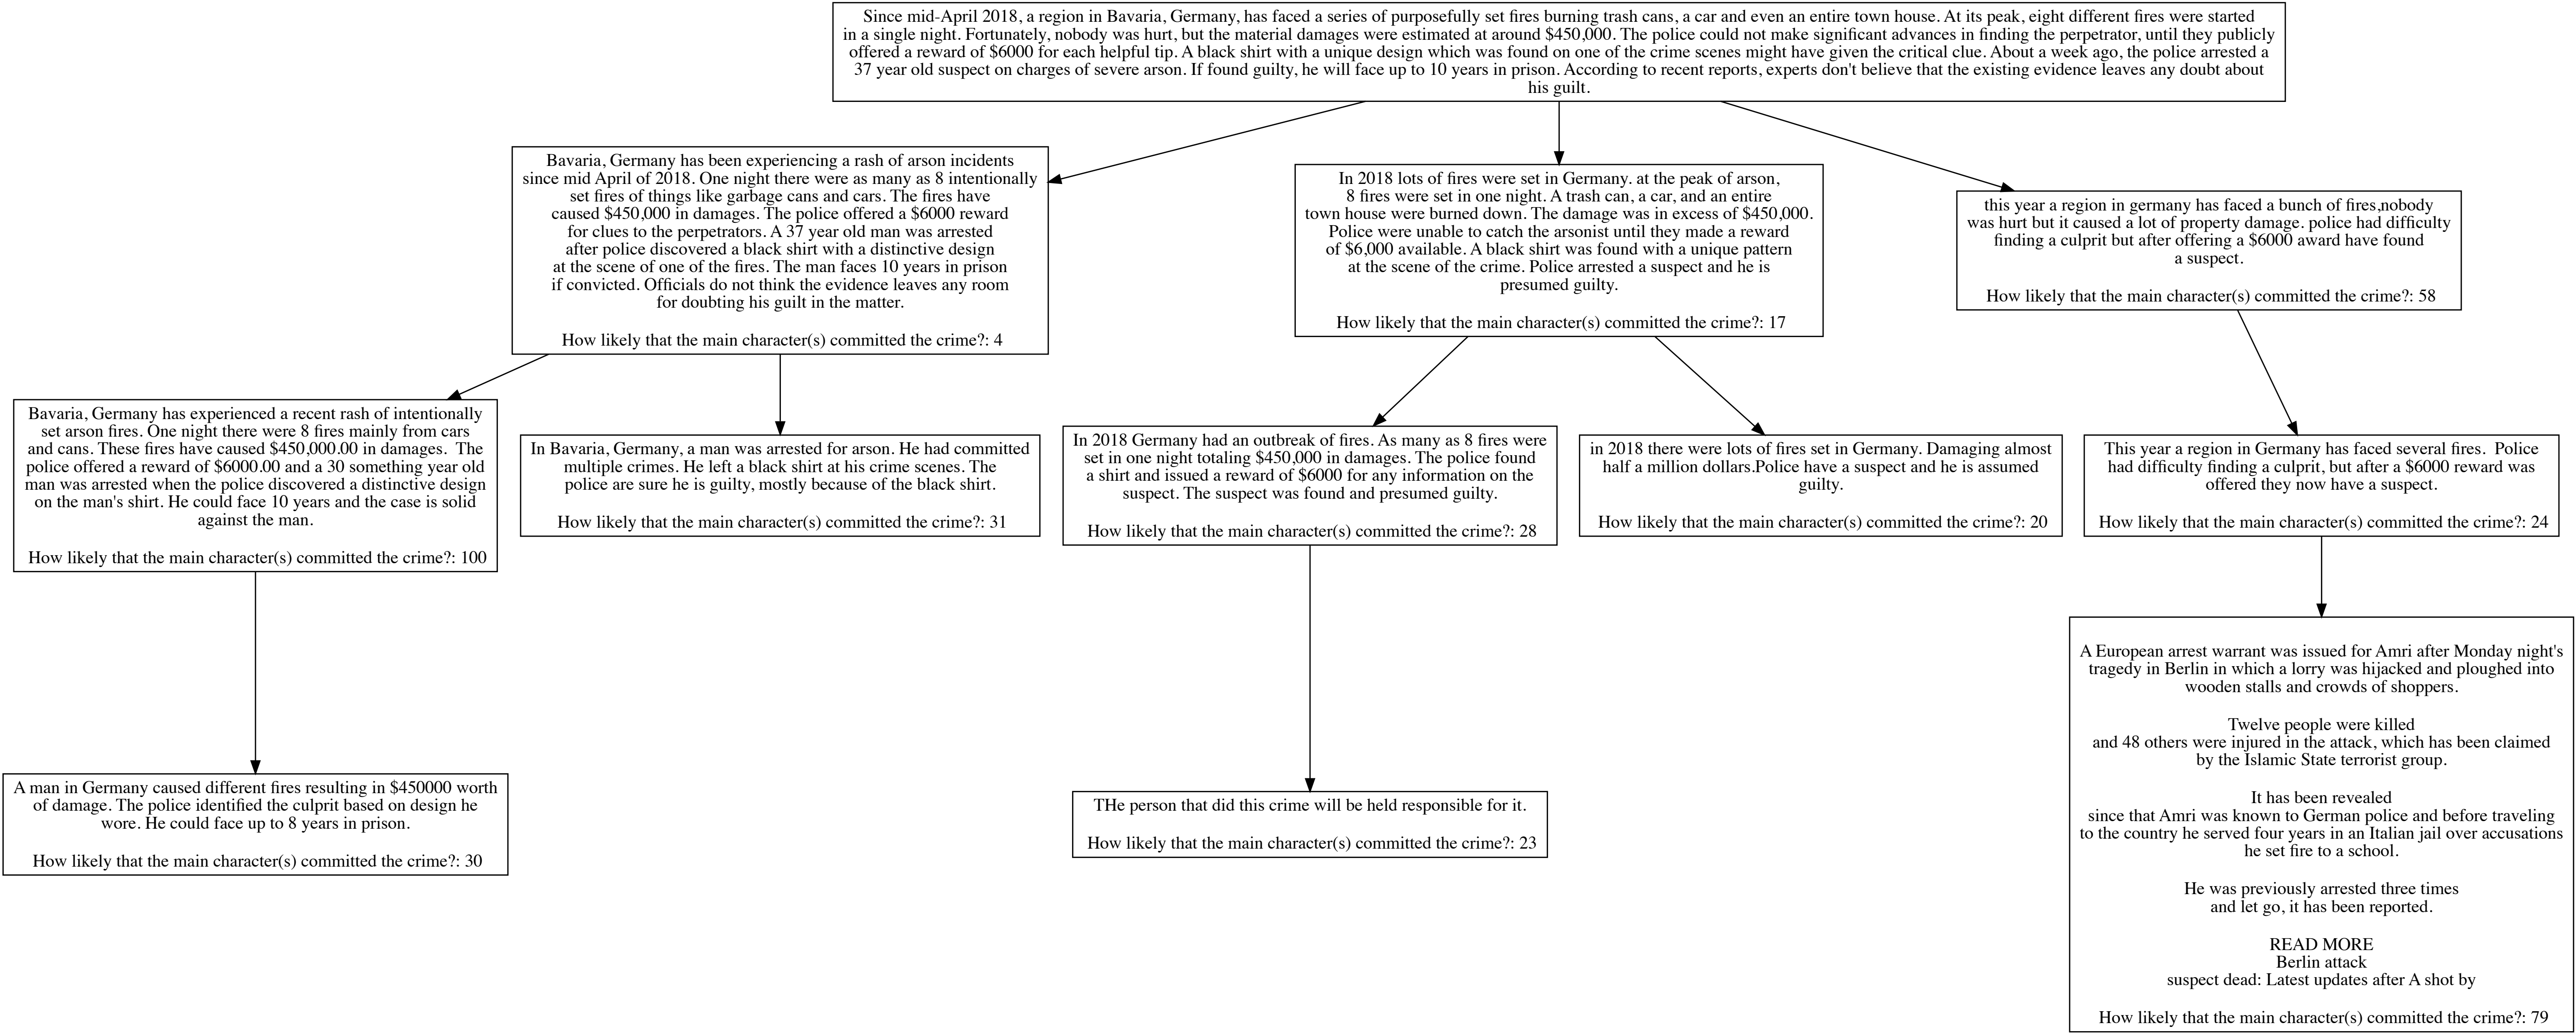 Since mid-April 2018, a region in Bavaria, Germany, has faced a series of purposefully set fires burning trash cans, a car and even an entire town house. At its peak, eight different fires were started
in a single night. Fortunately, nobody was hurt, but the material damages were estimated at around $450,000. The police could not make significant advances in finding the perpetrator, until they publicly
offered a reward of $6000 for each helpful tip. A black shirt with a unique design which was found on one of the crime scenes might have given the critical clue. About a week ago, the police arrested a
37 year old suspect on charges of severe arson. If found guilty, he will face up to 10 years in prison. According to recent reports, experts don't believe that the existing evidence leaves any doubt about
his guilt.
Bavaria, Germany has been experiencing a rash of arson incidents
since mid April of 2018. One night there were as many as 8 intentionally
set fires of things like garbage cans and cars. The fires have
caused $450,000 in damages. The police offered a $6000 reward
for clues to the perpetrators. A 37 year old man was arrested
after police discovered a black shirt with a distinctive design
at the scene of one of the fires. The man faces 10 years in prison
if convicted. Officials do not think the evidence leaves any room
for doubting his guilt in the matter.
How likely that the main character(s) committed the crime?: 4
In 2018 lots of fires were set in Germany. at the peak of arson,
8 fires were set in one night. A trash can, a car, and an entire
town house were burned down. The damage was in excess of $450,000.
Police were unable to catch the arsonist until they made a reward
of $6,000 available. A black shirt was found with a unique pattern
at the scene of the crime. Police arrested a suspect and he is
presumed guilty.
How likely that the main character(s) committed the crime?: 17
this year a region in germany has faced a bunch of fires,nobody
was hurt but it caused a lot of property damage. police had difficulty
finding a culprit but after offering a $6000 award have found
a suspect.
How likely that the main character(s) committed the crime?: 58
Bavaria, Germany has experienced a recent rash of intentionally
set arson fires. One night there were 8 fires mainly from cars
and cans. These fires have caused $450,000.00 in damages. The
police offered a reward of $6000.00 and a 30 something year old
man was arrested when the police discovered a distinctive design
on the man's shirt. He could face 10 years and the case is solid
against the man.
How likely that the main character(s) committed the crime?: 100
In Bavaria, Germany, a man was arrested for arson. He had committed
multiple crimes. He left a black shirt at his crime scenes. The
police are sure he is guilty, mostly because of the black shirt.
How likely that the main character(s) committed the crime?: 31
In 2018 Germany had an outbreak of fires. As many as 8 fires were
set in one night totaling $450,000 in damages. The police found
a shirt and issued a reward of $6000 for any information on the
suspect. The suspect was found and presumed guilty.
How likely that the main character(s) committed the crime?: 28
in 2018 there were lots of fires set in Germany. Damaging almost
half a million dollars.Police have a suspect and he is assumed
guilty.
How likely that the main character(s) committed the crime?: 20
This year a region in Germany has faced several fires. Police
had difficulty finding a culprit, but after a $6000 reward was
offered they now have a suspect.
How likely that the main character(s) committed the crime?: 24
A man in Germany caused different fires resulting in $450000 worth
of damage. The police identified the culprit based on design he
wore. He could face up to 8 years in prison.
How likely that the main character(s) committed the crime?: 30
THe person that did this crime will be held responsible for it.
How likely that the main character(s) committed the crime?: 23
A European arrest warrant was issued for Amri after Monday night's
tragedy in Berlin in which a lorry was hijacked and ploughed into
wooden stalls and crowds of shoppers.
Twelve people were killed
and 48 others were injured in the attack, which has been claimed
by the Islamic State terrorist group.
It has been revealed
since that Amri was known to German police and before traveling
to the country he served four years in an Italian jail over accusations
he set fire to a school.
He was previously arrested three times
and let go, it has been reported.
READ MORE
Berlin attack
suspect dead: Latest updates after A shot by
How likely that the main character(s) committed the crime?: 79